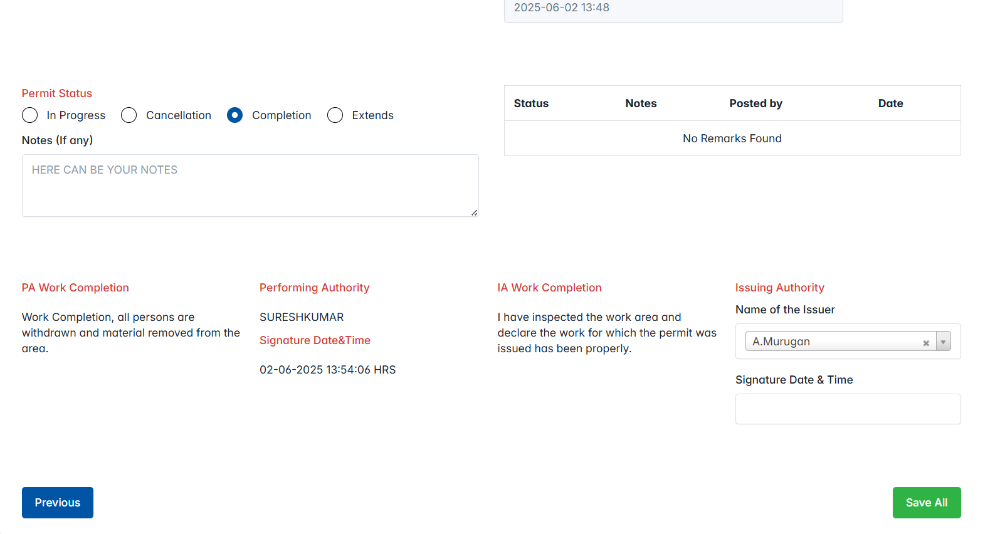 2025-06-02 13:48
Permit Status
In Progress Cancellation Completion Extends
Notes (If any)
HERE CAN BE YOUR NOTES
Status Notes Posted by Date
No Remarks Found
PA Work Completion
Work Completion, all persons are
withdrawn and material removed from the
area.
Performing Authority
SURESHKUMAR
Signature Date&Time
02-06-2025 13:54:06 HRS
IA Work Completion
I have inspected the work area and
declare the work for which the permit was
issued has been properly.
Issuing Authority
Name of the Issuer
A.Murugan
Signature Date & Time
Previous
Save All